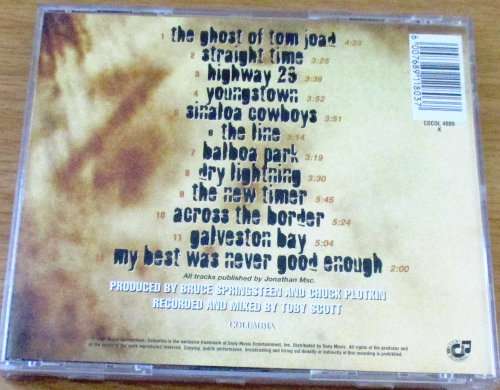 1 the ghost of tom joad 4:23
2 straight time 3:25
3 highway 29 3:39
4 youngstown 3:52
5 sinaloa cowboys 3:51
6 the line 5:14
7 balboa park 3:19
8 dry lightning 3:30
9 the new timer 5:45
10 across the border 5:24
11 galveston bay 5:04
12 my best was never good enough 2:00
All tracks published by Jonathan Msc.
PRODUCED BY BRUCE SPRINGSTEEN AND CHUCK PLOTKIN
RECORDED AND MIXED BY TOBY SCOTT
COLUMBIA
6 007689 118037
CDCOL
K